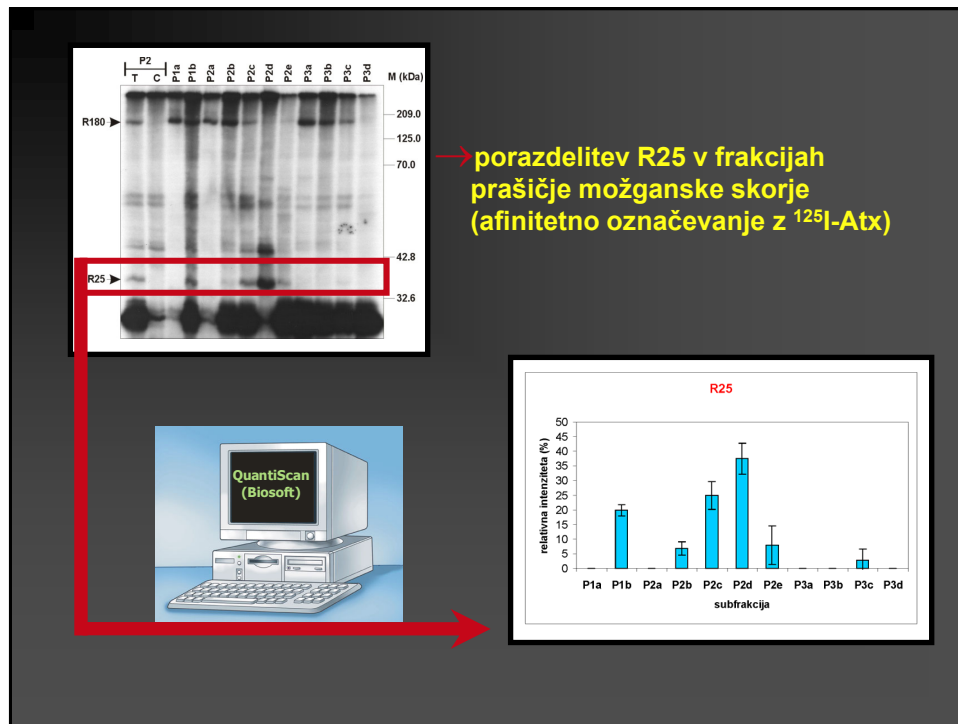 P2
T C P1a P1b P2a P2b P2c P2d P2e P3a P3b P3c P3d M (kDa)
R180
209.0
125.0
70.0
42.8
R25
32.6
→porazdelitev R25 v frakcijah
prašičje možganske skorje
(afinitetno označevanje z ¹²⁵I-Atx)
QuantiScan
(Biosoft)
R25
relativna intenziteta (%)
50
45
40
35
30
25
20
15
10
5
0
P1a P1b P2a P2b P2c P2d P2e P3a P3b P3c P3d
subfrakcija